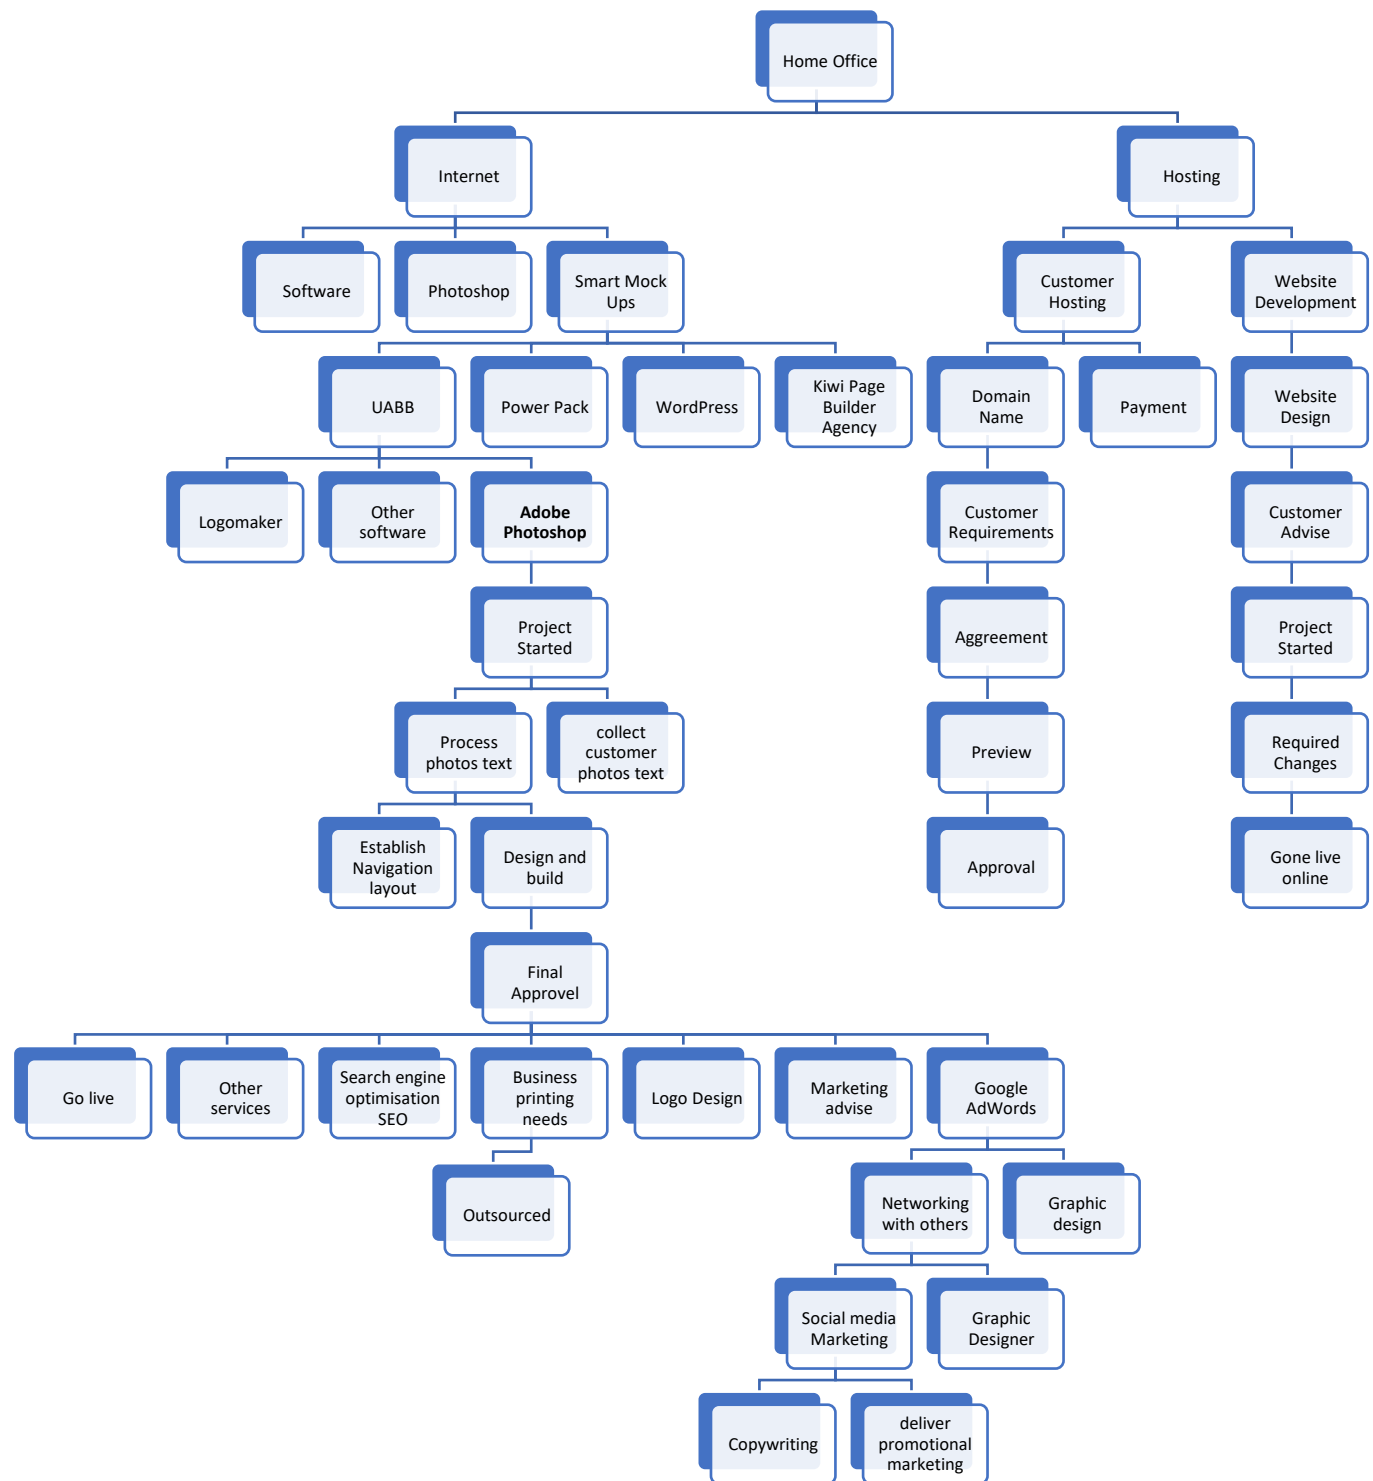 Home Office
Internet
Hosting
Software
Photoshop
Smart Mock
Ups
Customer
Hosting
Website
Development
UABB
Power Pack
WordPress
Kiwi Page
Builder
Agency
Domain
Name
Payment
Website
Design
Logomaker
Other
software
Adobe
Photoshop
Customer
Requirements
Customer
Advise
Project
Started
Aggreement
Project
Started
Process
photos text
collect
customer
photos text
Preview
Required
Changes
Establish
Navigation
layout
Design and
build
Approval
Gone live
online
Final
Approvel
Go live
Other
services
Search engine
optimisation
SEO
Business
printing
needs
Logo Design
Marketing
advise
Google
AdWords
Outsourced
Networking
with others
Graphic
design
Social media
Marketing
Graphic
Designer
Copywriting
deliver
promotional
marketing